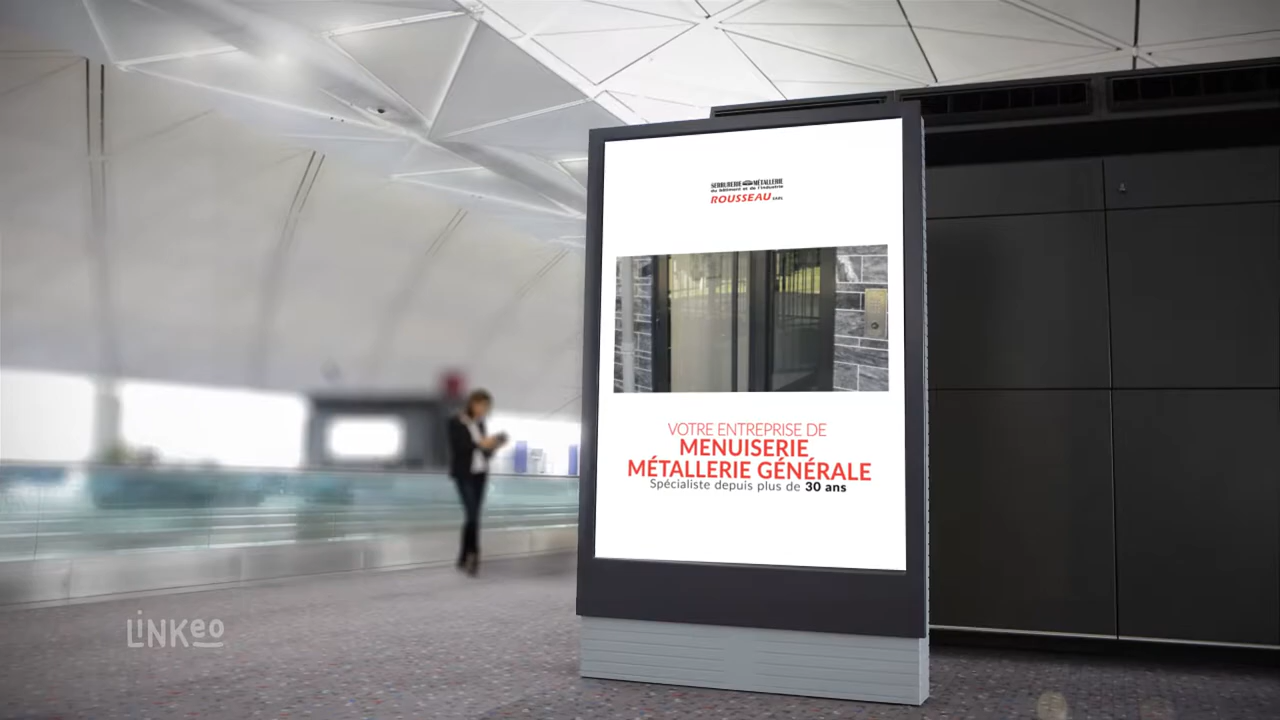 SERRURERIE MÉTALLERIE
du bâtiment et de l'industrie
ROUSSEAU SARL
VOTRE ENTREPRISE DE
MENUISERIE
MÉTALLERIE GÉNÉRALE
Spécialiste depuis plus de 30 ans
LiNKeo